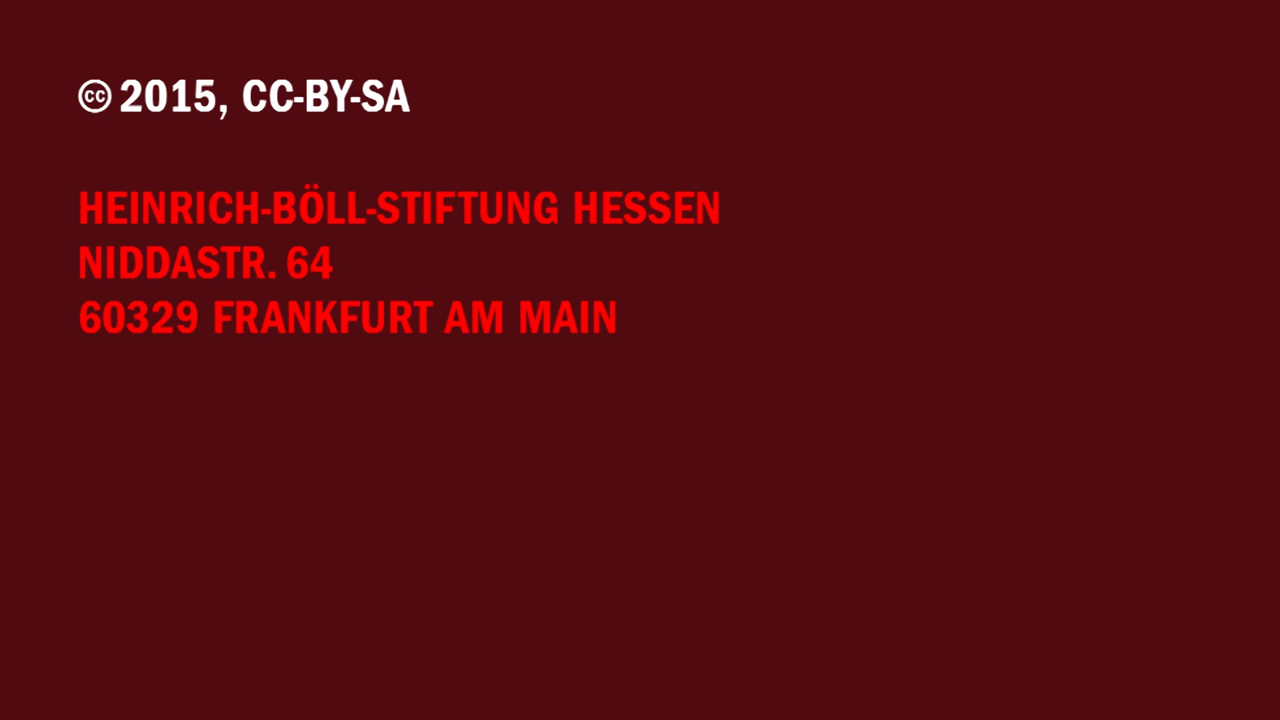 🅭 2015, CC-BY-SA
HEINRICH-BÖLL-STIFTUNG HESSEN
NIDDASTR. 64
60329 FRANKFURT AM MAIN